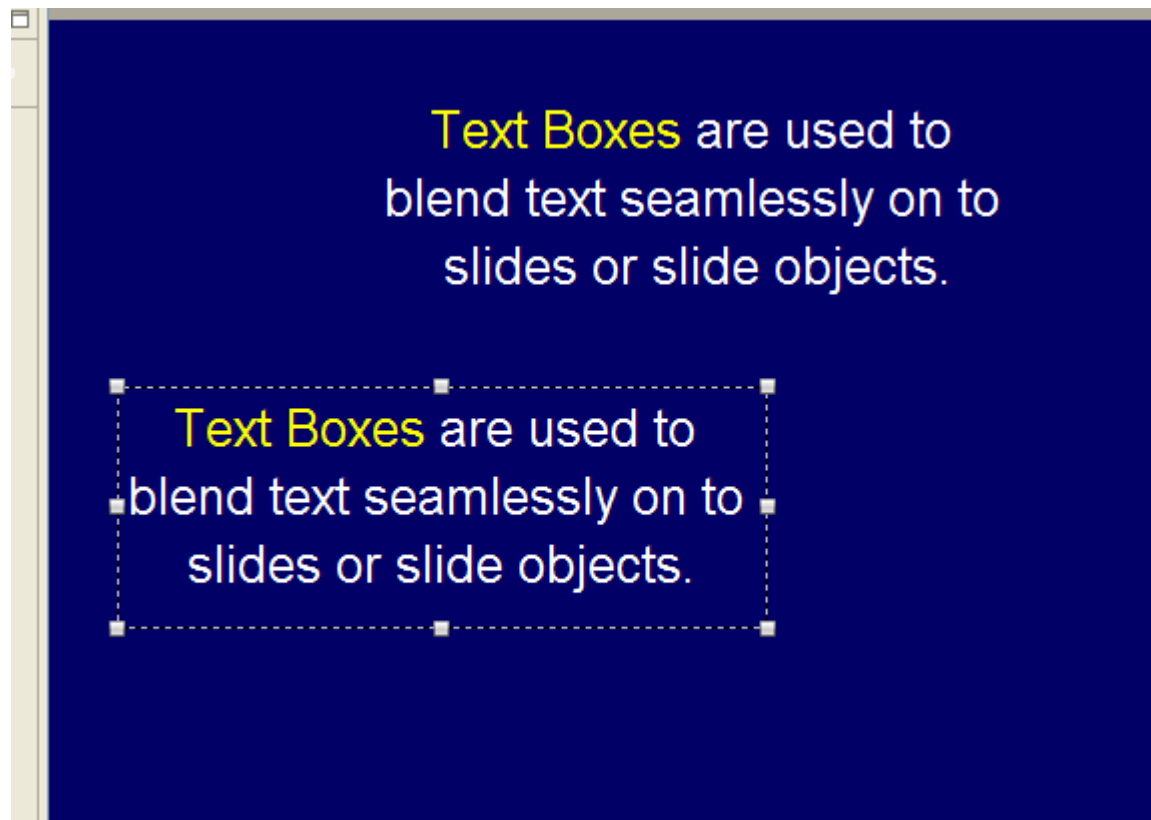 Text Boxes are used to
blend text seamlessly on to
slides or slide objects.
Text Boxes are used to
blend text seamlessly on to
slides or slide objects.